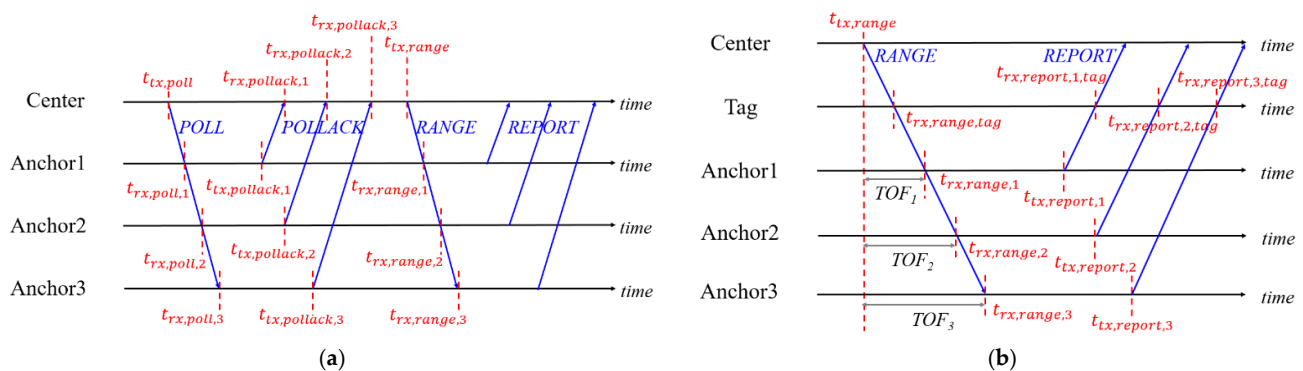 t_{rx,pollack,3}
t_{rx,pollack,2} t_{tx,range}
t_{tx,poll} t_{rx,pollack,1}
Center time
POLL POLLACK RANGE REPORT
Anchor1 time
t_{rx,poll,1} t_{tx,pollack,1} t_{rx,range,1}
Anchor2 time
t_{rx,poll,2} t_{tx,pollack,2} t_{rx,range,2}
Anchor3 time
t_{rx,poll,3} t_{tx,pollack,3} t_{rx,range,3}
(a)
t_{tx,range}
Center time
RANGE REPORT
t_{rx,report,1,tag} t_{rx,report,3,tag}
Tag time
t_{rx,range,tag} t_{rx,report,2,tag}
Anchor1 time
TOF_1 t_{rx,range,1} t_{tx,report,1}
Anchor2 time
TOF_2 t_{rx,range,2} t_{tx,report,2}
Anchor3 time
TOF_3 t_{rx,range,3} t_{tx,report,3}
(b)